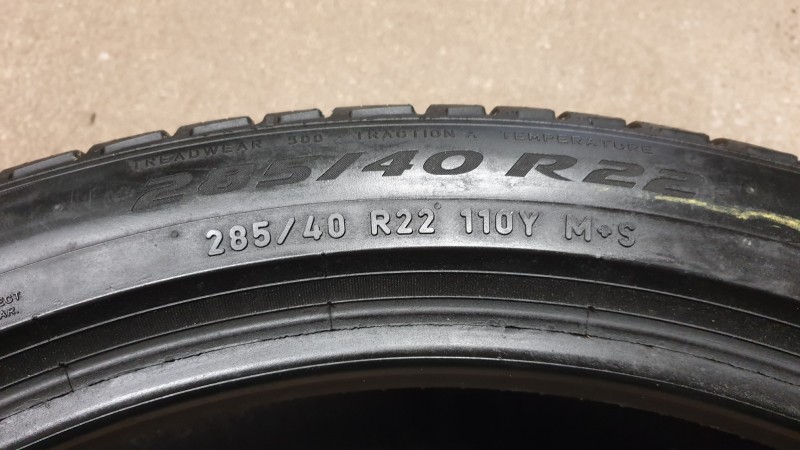 TREADWEAR 500 TRACTION A TEMPERATURE
285/40 R22
285/40 R22 110Y M+S